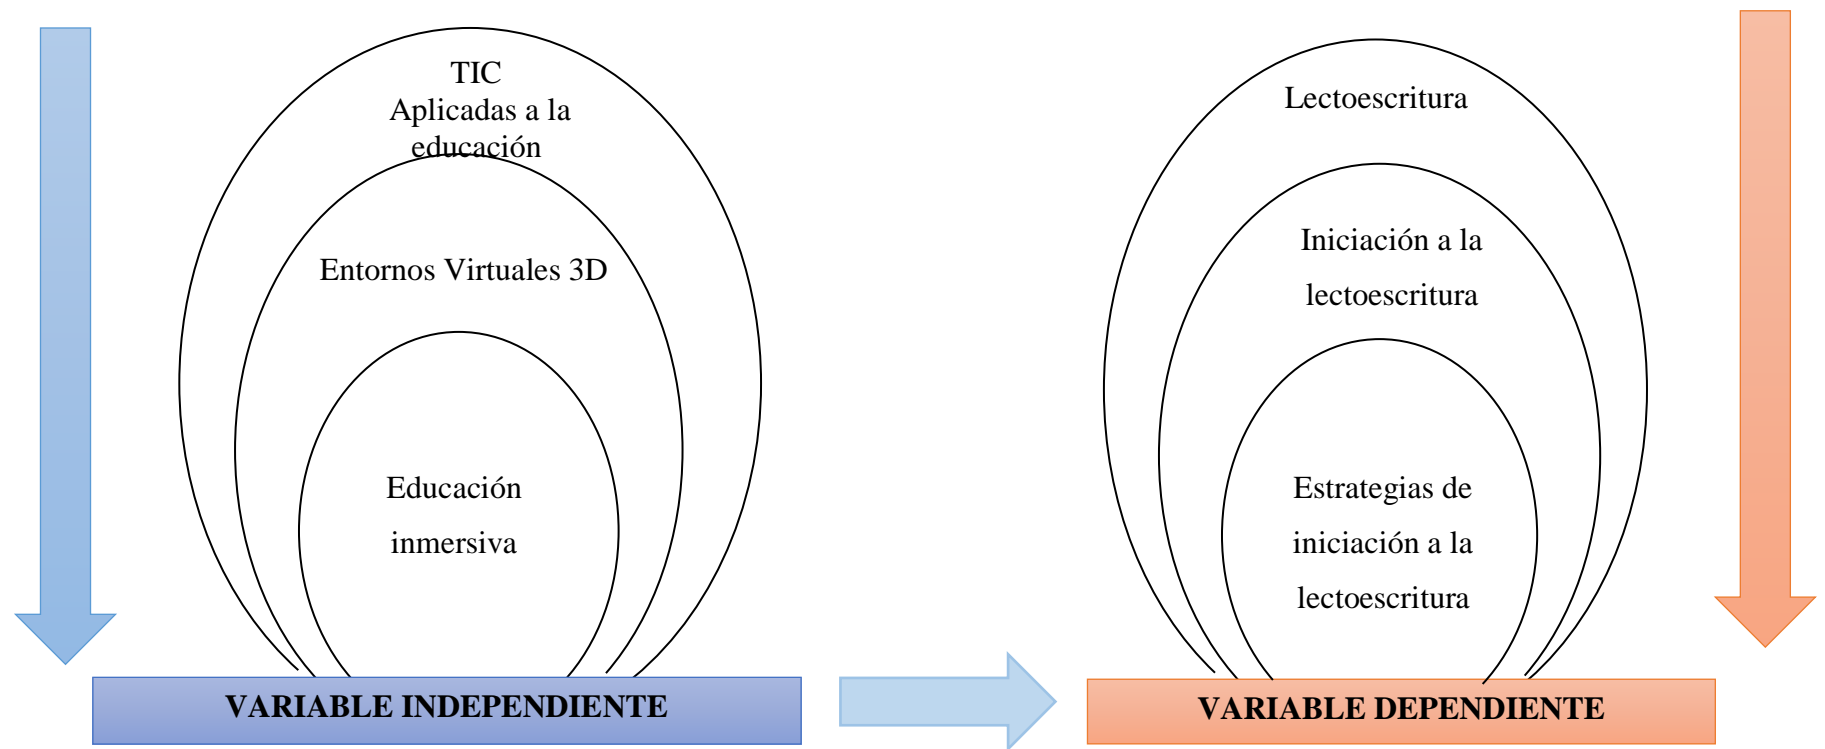 TIC
Aplicadas a la
educación
Entornos Virtuales 3D
Educación
inmersiva
VARIABLE INDEPENDIENTE
Lectoescritura
Iniciación a la
lectoescritura
Estrategias de
iniciación a la
lectoescritura
VARIABLE DEPENDIENTE